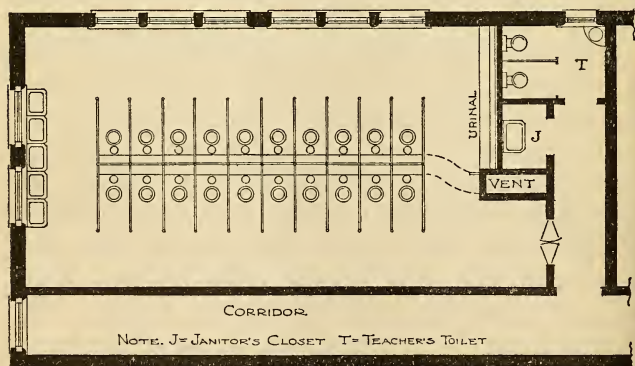 T
URINAL
J
VENT
CORRIDOR
NOTE. J=JANITOR'S CLOSET T=TEACHER'S TOILET